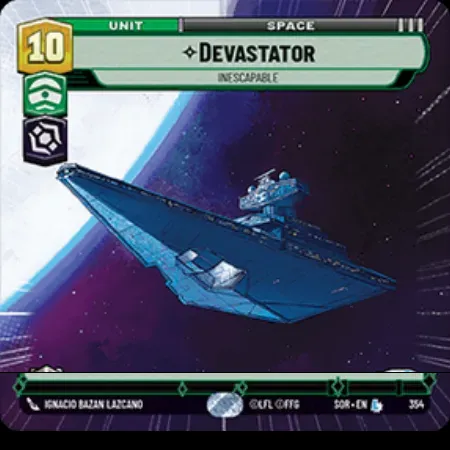 UNIT
SPACE
10
DEVASTATOR
INESCAPABLE
IGNACIO BAZAN LAZCANO
©LFL ©FFG
SOR • EN
354